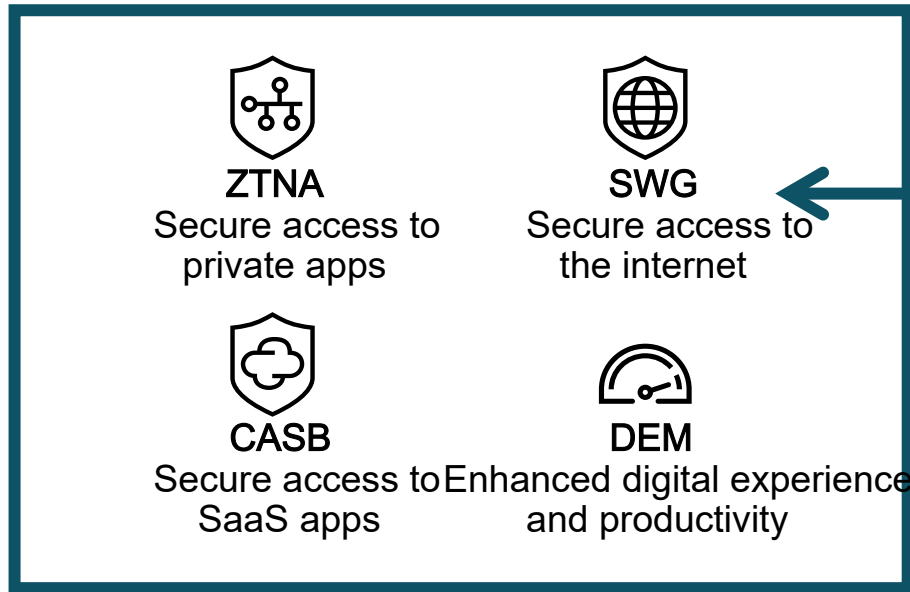 ZTNA
Secure access to
private apps
SWG
Secure access to
the internet
CASB
Secure access to
SaaS apps
DEM
Enhanced digital experience
and productivity